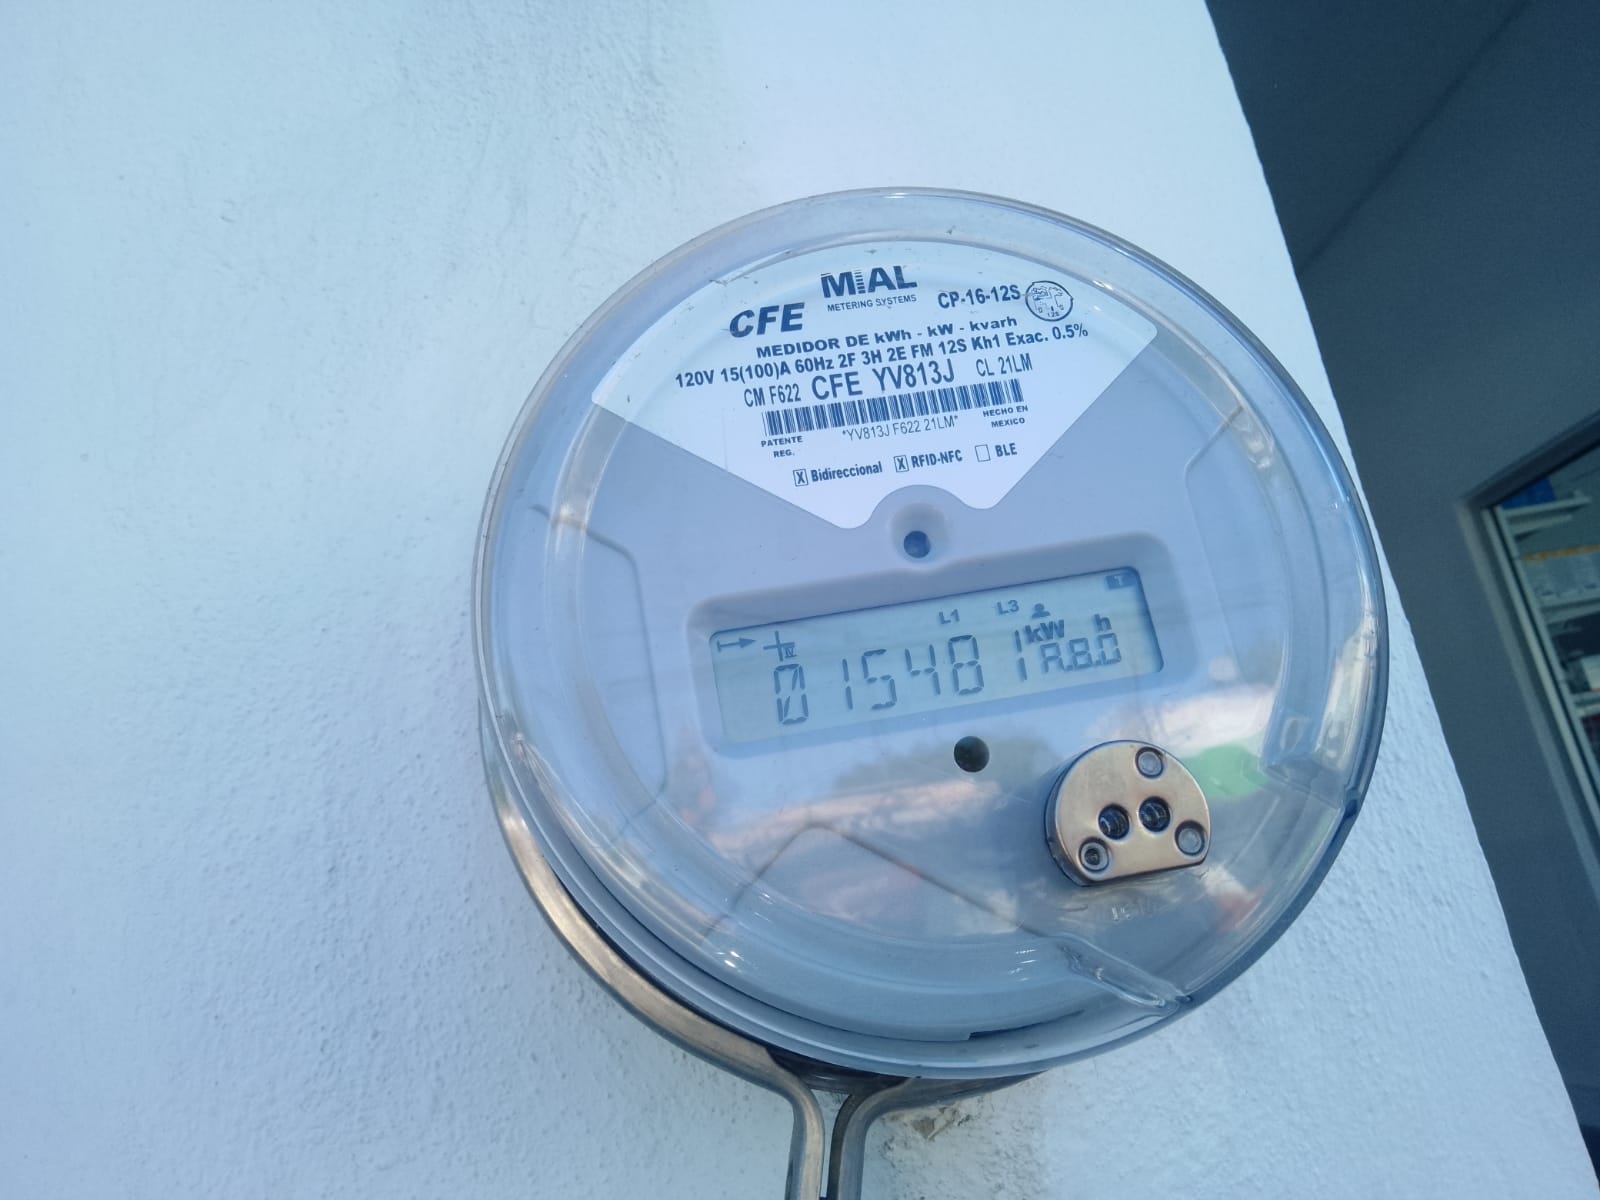 MIAL
METERING SYSTEMS
CFE
CP-16-12S
MEDIDOR DE kWh - kW - kvarh
120V 15(100)A 60Hz 2F 3H 2E FM 12S Kh1 Exac. 0.5%
CM F622 CFE YV813J CL 21LM
PATENTE REG.
*YV813J F622 21LM*
HECHO EN MEXICO
X Bidireccional X RFID-NFC BLE
L1 L3 T
IV
kW h
015481 A.B.D